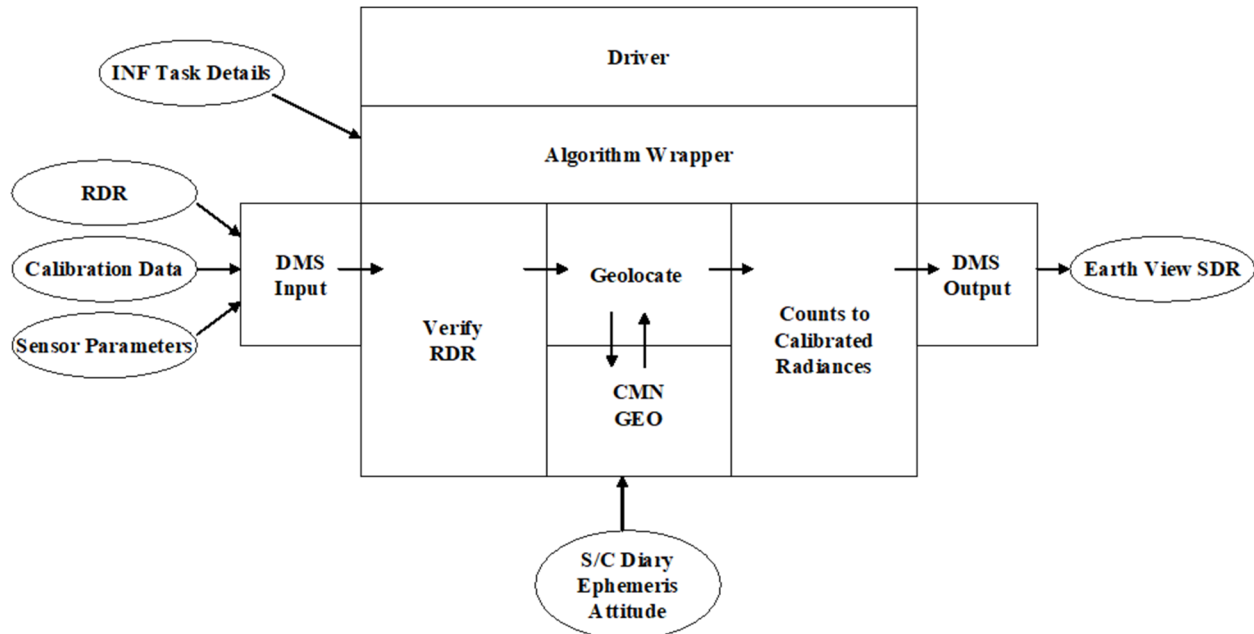 Driver
INF Task Details
Algorithm Wrapper
RDR
Calibration Data
Sensor Parameters
DMS
Input
Verify
RDR
Geolocate
CMN
GEO
Counts to
Calibrated
Radiances
DMS
Output
Earth View SDR
S/C Diary
Ephemeris
Attitude